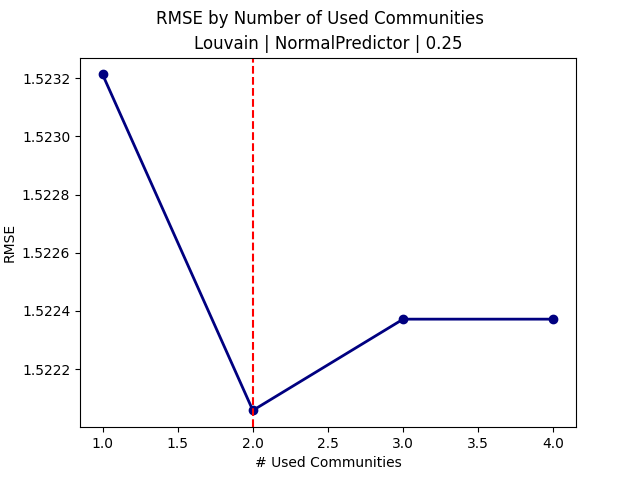 RMSE by Number of Used Communities
Louvain | NormalPredictor | 0.25
1.5232
1.5230
1.5228
1.5226
1.5224
1.5222
RMSE
1.0 1.5 2.0 2.5 3.0 3.5 4.0
# Used Communities